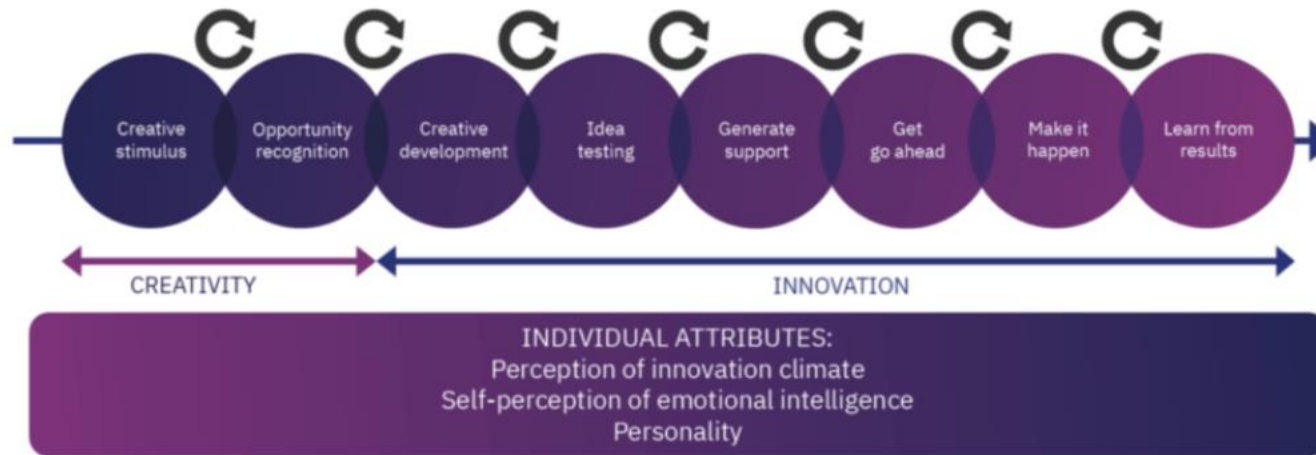 Creative
stimulus
Opportunity
recognition
Creative
development
Idea
testing
Generate
support
Get
go ahead
Make it
happen
Learn from
results
CREATIVITY
INNOVATION
INDIVIDUAL ATTRIBUTES:
Perception of innovation climate
Self-perception of emotional intelligence
Personality